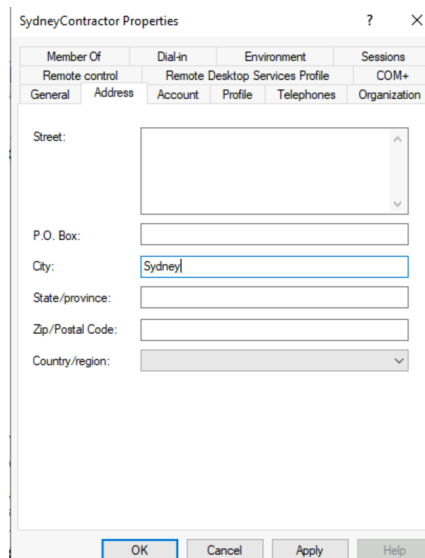 SydneyContractor Properties ? ×
Member Of Dial-in Environment Sessions
Remote control Remote Desktop Services Profile COM+
General Address Account Profile Telephones Organization
Street:
P.O. Box:
City: Sydney
State/province:
Zip/Postal Code:
Country/region:
OK Cancel Apply Help